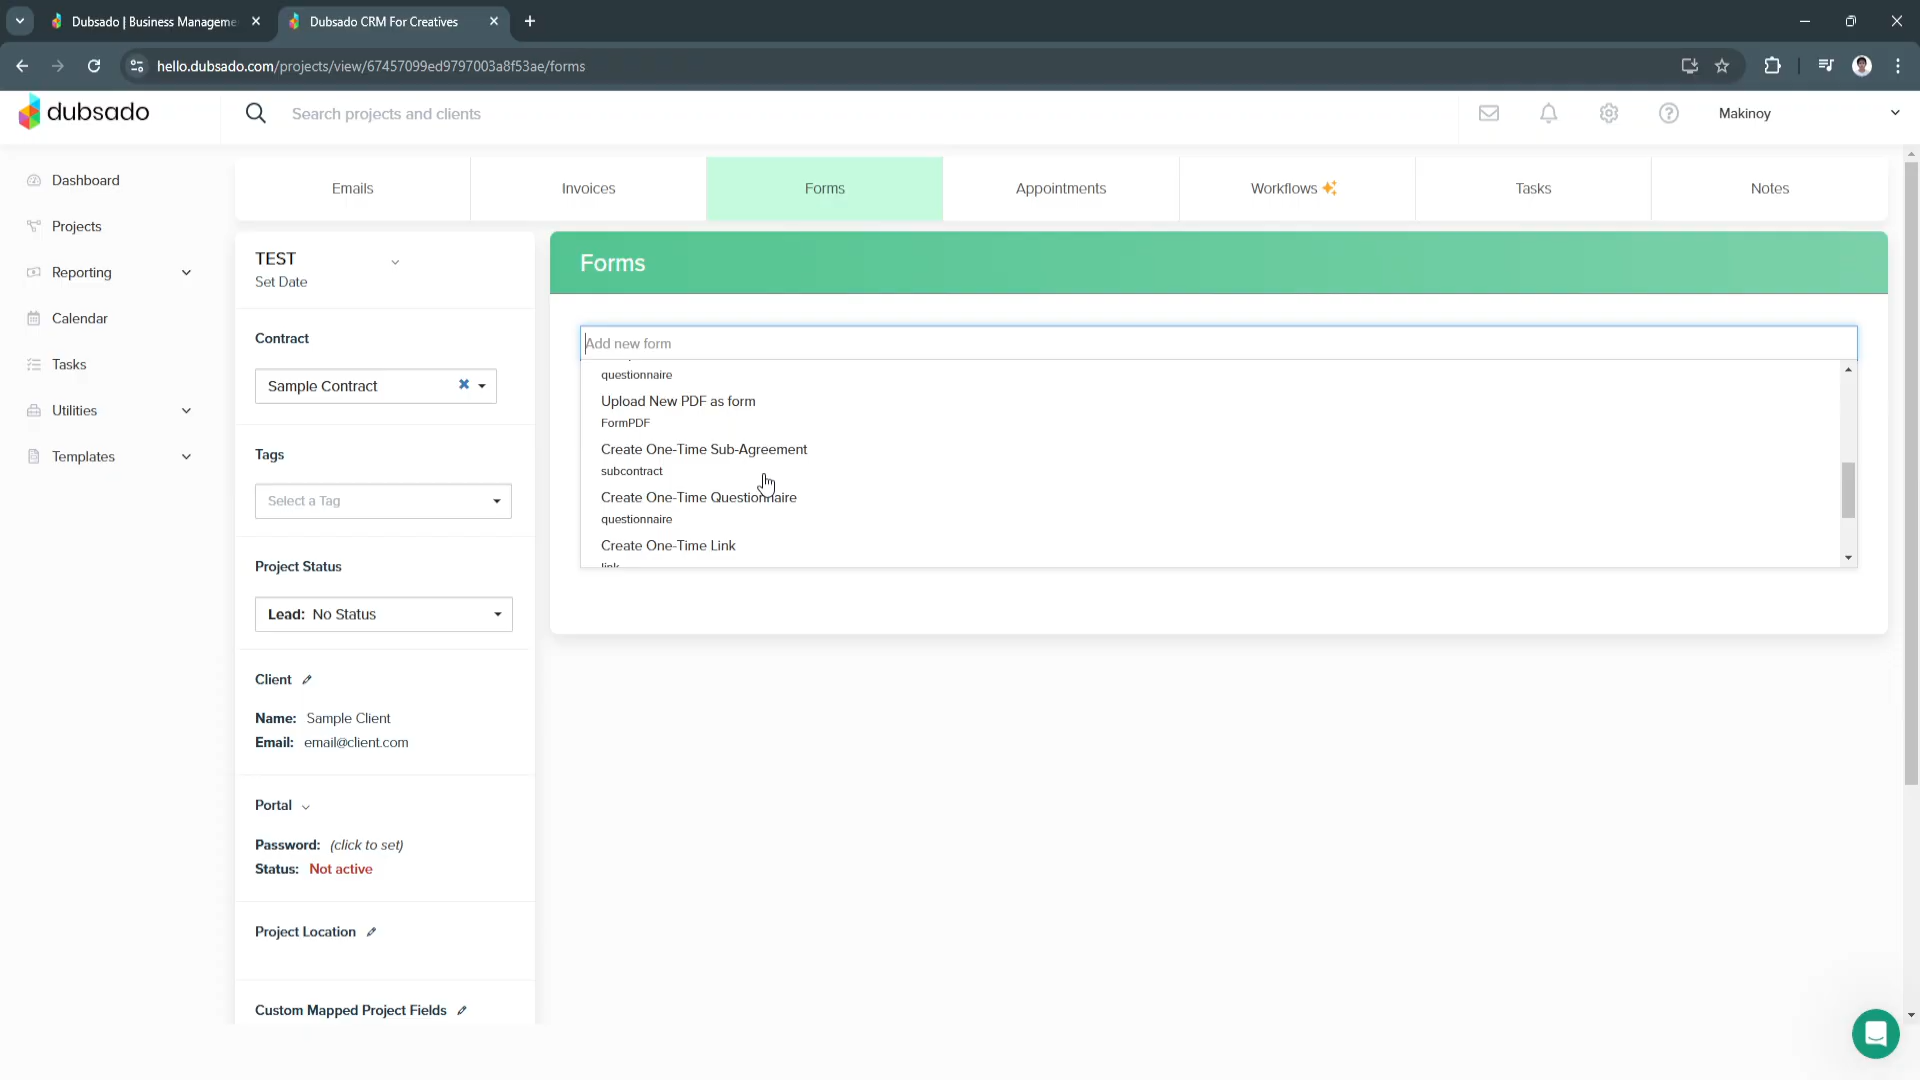 Dubsado | Business Manageme
Dubsado CRM For Creatives
hello.dubsado.com/projects/view/67457099ed9797003a8f53ae/forms
dubsado
Search projects and clients
Makinoy
Dashboard
Projects
Reporting
Calendar
Tasks
Utilities
Templates
Emails
Invoices
Forms
Appointments
Workflows
Tasks
Notes
TEST
Set Date
Contract
Sample Contract
Tags
Select a Tag
Project Status
Lead: No Status
Client
Name: Sample Client
Email: email@client.com
Portal
Password: (click to set)
Status: Not active
Project Location
Custom Mapped Project Fields
Forms
Add new form
questionnaire
Upload New PDF as form
FormPDF
Create One-Time Sub-Agreement
subcontract
Create One-Time Questionnaire
questionnaire
Create One-Time Link
link